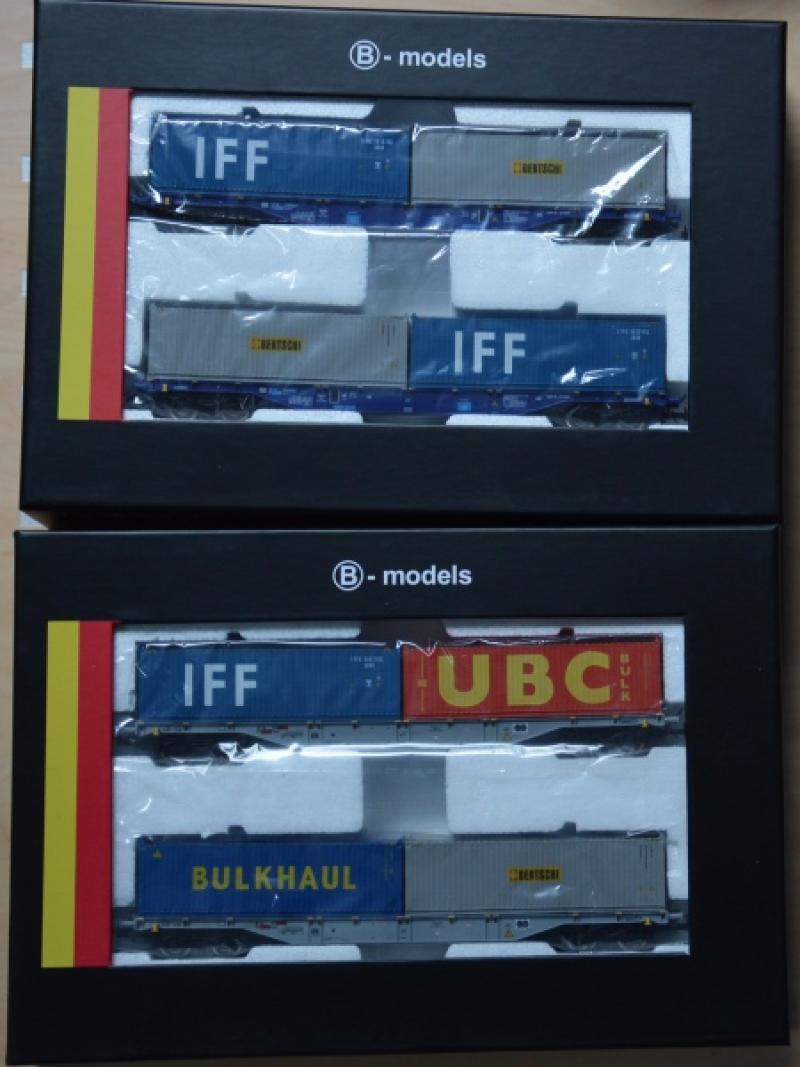 B - models
IFF
BERTSCHI
BERTSCHI
IFF
B - models
IFF
UBC
BULK
BULKHAUL
BERTSCHI